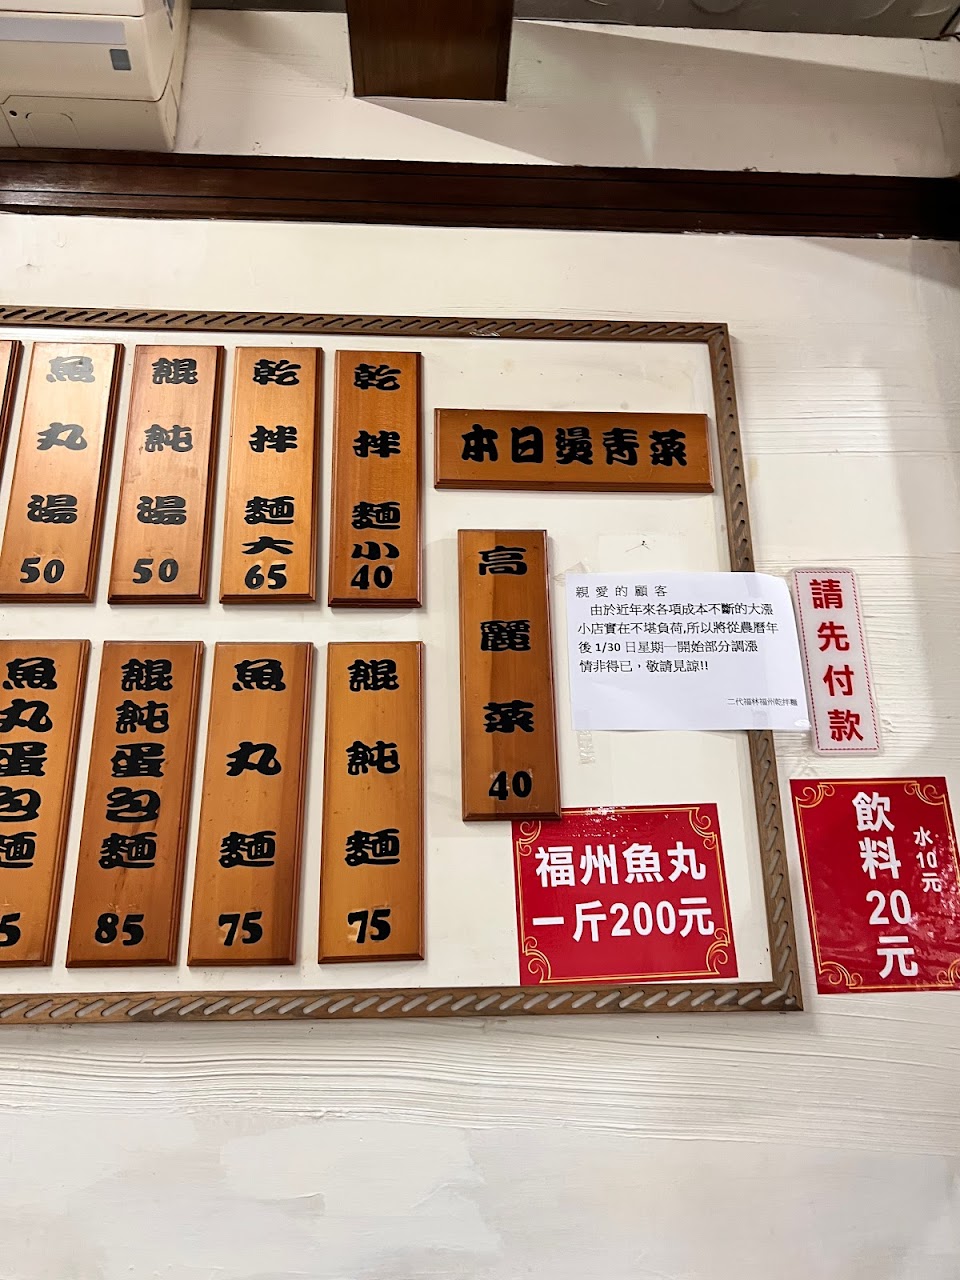 魚丸湯 50
餛飩湯 50
乾拌麵大 65
乾拌麵小 40
本日燙青菜
魚丸蛋包麵
餛飩蛋包麵 85
魚丸麵 75
餛飩麵 75
高麗菜 40
親愛的顧客
由於近年來各項成本不斷的大漲
小店實在不堪負荷,所以將從農曆年
後 1/30 日星期一開始部分調漲
情非得已，敬請見諒!!
二代福林福州乾拌麵
請先付款
福州魚丸
一斤200元
飲料20元
水10元